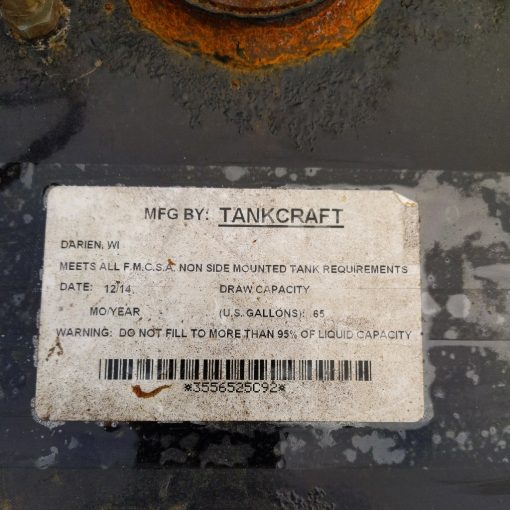 MFG BY: TANKCRAFT
DARIEN, WI
MEETS ALL F.M.C.S.A. NON SIDE MOUNTED TANK REQUIREMENTS
DATE: 12/14 DRAW CAPACITY
MO/YEAR (U.S. GALLONS): 65
WARNING: DO NOT FILL TO MORE THAN 95% OF LIQUID CAPACITY
*3556525C92*